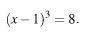 (x − 1)³ = 8.